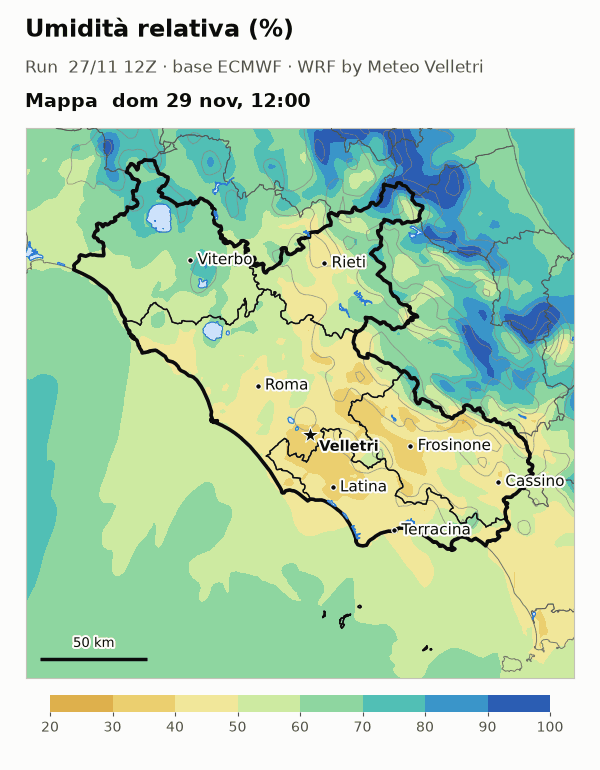 Umidità relativa (%)
Run  27/11 12Z · base ECMWF · WRF by Meteo Velletri
Mappa  dom 29 nov, 12:00
Viterbo
Rieti
Roma
Velletri
Frosinone
Latina
Cassino
Terracina
50 km
20 30 40 50 60 70 80 90 100